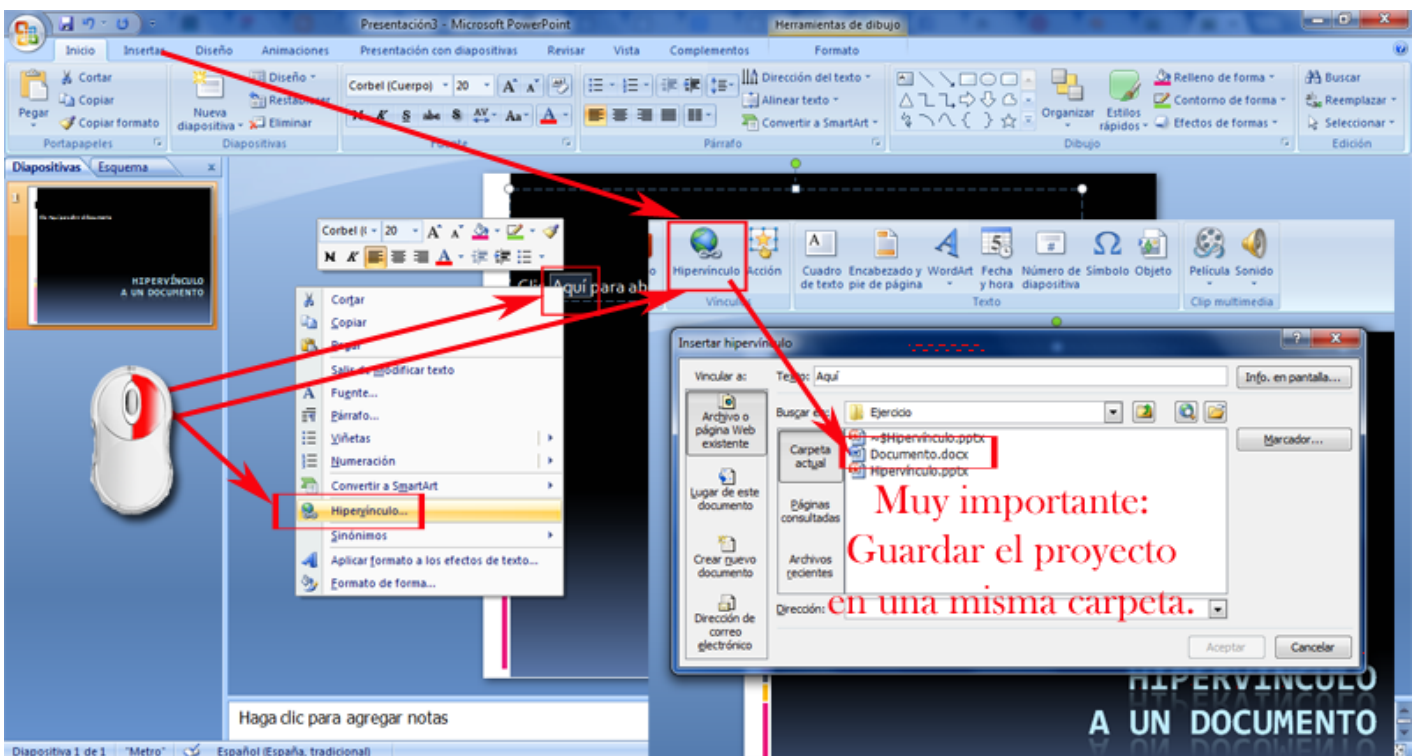 Presentación3 - Microsoft PowerPoint
Herramientas de dibujo
Inicio Insertar Diseño Animaciones Presentación con diapositivas Revisar Vista Complementos Formato
Pegar
Cortar
Copiar
Copiar formato
Portapapeles
Nueva diapositiva
Diseño
Restablecer
Eliminar
Diapositivas
Corbel (Cuerpo) 20
N K S abc S AV Aa A
Fuente
Párrafo
Dirección del texto
Alinear texto
Convertir a SmartArt
Organizar
Estilos rápidos
Dibujo
Relleno de forma
Contorno de forma
Efectos de formas
Buscar
Reemplazar
Seleccionar
Edición
Diapositivas Esquema
1
HIPERVÍNCULO
A UN DOCUMENTO
Corbel (I 20 A A
N K A
Clic Aquí para ab
Cortar
Copiar
Pegar
Salir de modificar texto
Fuente...
Párrafo...
Viñetas
Numeración
Convertir a SmartArt
Hipervínculo...
Sinónimos
Aplicar formato a los efectos de texto...
Formato de forma...
Hipervínculo Acción
Vínculos
Cuadro de texto
Encabezado y pie de página
WordArt
Fecha y hora
Número de diapositiva
Símbolo
Objeto
Texto
Película Sonido
Clip multimedia
Insertar hipervínculo
Vincular a:
Texto: Aquí
Info. en pantalla...
Archivo o página Web existente
Lugar de este documento
Crear nuevo documento
Dirección de correo electrónico
Buscar en: Ejercicio
Carpeta actual
Páginas consultadas
Archivos recientes
~$Hipervínculo.pptx
Documento.docx
Hipervínculo.pptx
Marcador...
Muy importante:
Guardar el proyecto
en una misma carpeta.
Dirección:
Aceptar
Cancelar
HIPERVÍNCULO
A UN DOCUMENTO
Haga clic para agregar notas
Diapositiva 1 de 1 "Metro" Español (España, tradicional)